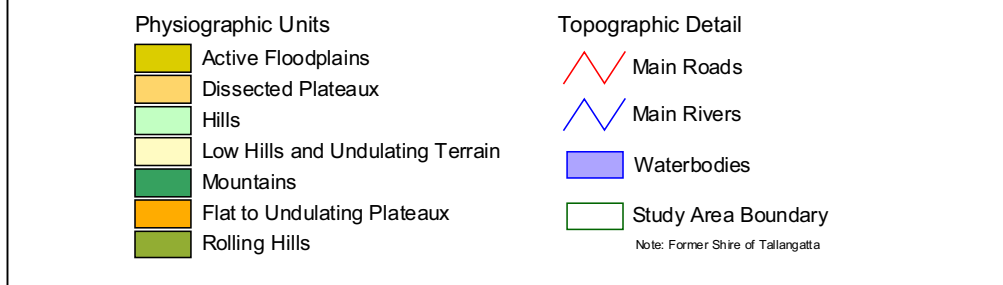 Physiographic Units
Active Floodplains
Dissected Plateaux
Hills
Low Hills and Undulating Terrain
Mountains
Flat to Undulating Plateaux
Rolling Hills
Topographic Detail
Main Roads
Main Rivers
Waterbodies
Study Area Boundary
Note: Former Shire of Tallangatta